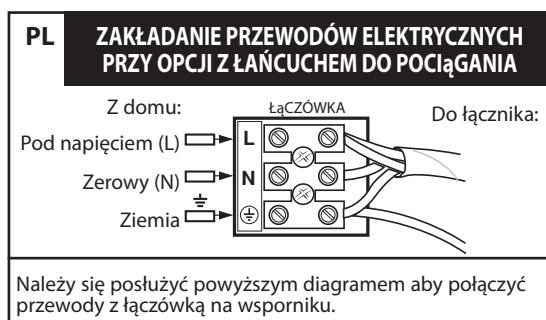 PL
ZAKŁADANIE PRZEWODÓW ELEKTRYCZNYCH
PRZY OPCJI Z ŁAŃCUCHEM DO POCIąGANIA
Z domu:
ŁąCZÓWKA
Do łącznika:
Pod napięciem (L)
L
Zerowy (N)
N
Ziemia
Należy się posłużyć powyższym diagramem aby połączyć
przewody z łączówką na wsporniku.